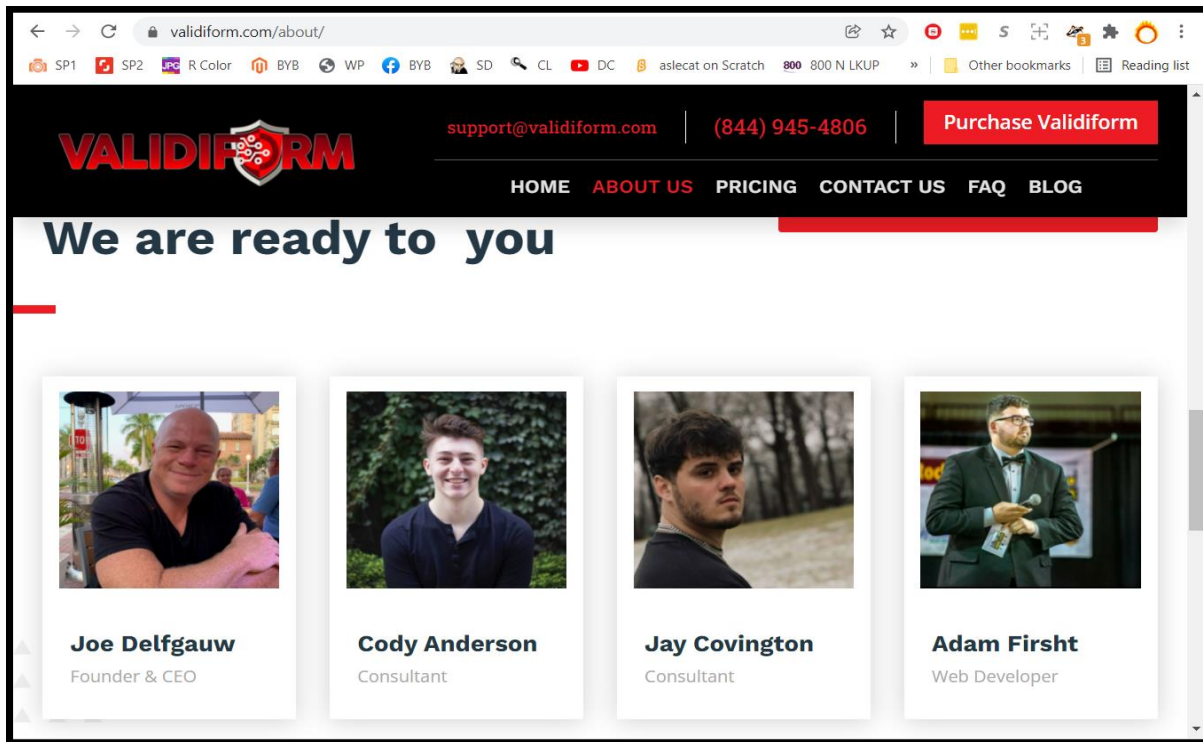 validiform.com/about/
3
SP1 SP2 JPG R Color BYB WP BYB SD CL DC aslecat on Scratch 800 800 N LKUP » Other bookmarks Reading list
VALIDIFORM
support@validiform.com (844) 945-4806 Purchase Validiform
HOME ABOUT US PRICING CONTACT US FAQ BLOG
We are ready to you
Joe Delfgauw Cody Anderson Jay Covington Adam Firsht
Founder & CEO Consultant Consultant Web Developer